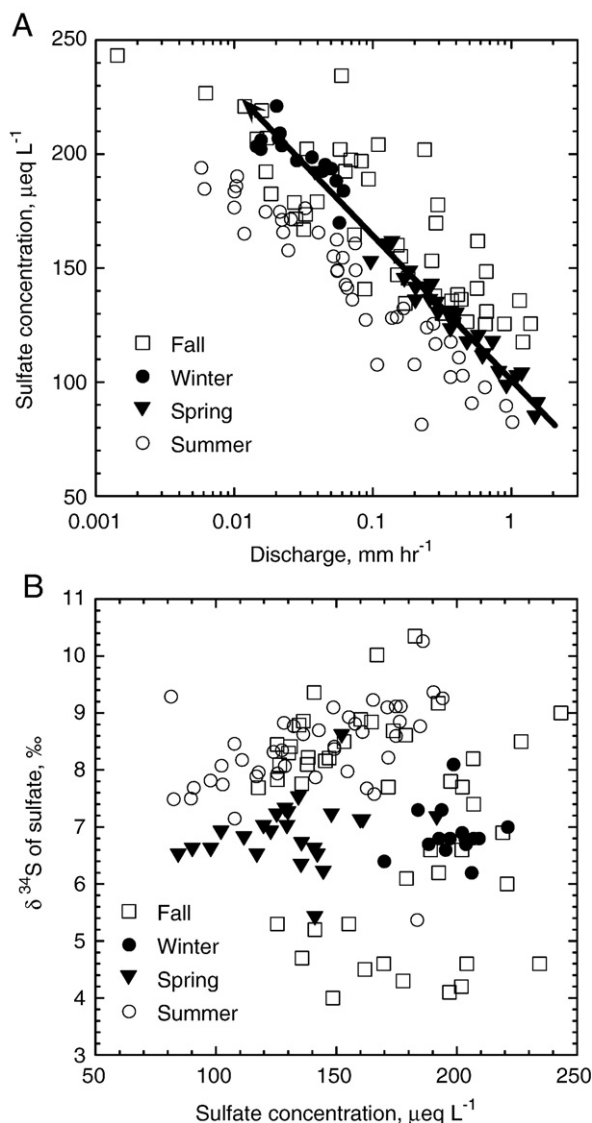 A
250
200
150
100
50
Sulfate concentration, μeq L⁻¹
Fall
Winter
Spring
Summer
0.001 0.01 0.1 1
Discharge, mm hr⁻¹
B
11
10
9
8
7
6
5
4
3
δ ³⁴S of sulfate, ‰
Fall
Winter
Spring
Summer
50 100 150 200 250
Sulfate concentration, μeq L⁻¹